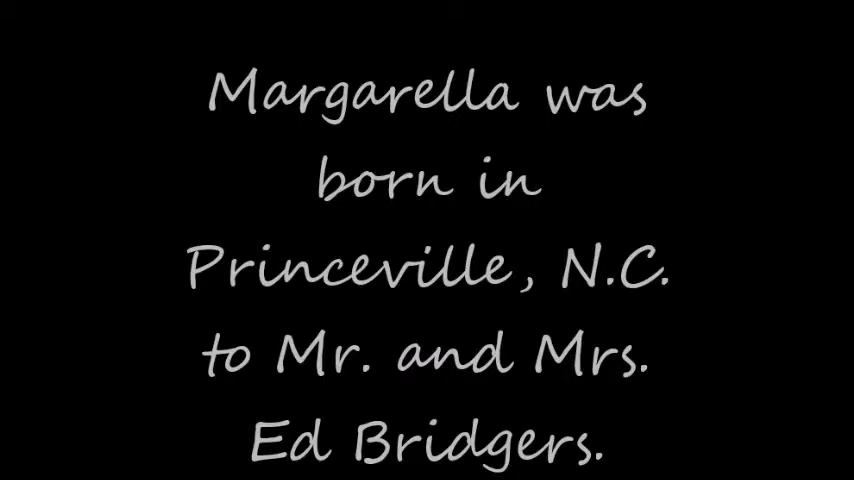 Margarella was
born in
Princeville, N.C.
to Mr. and Mrs.
Ed Bridgers.